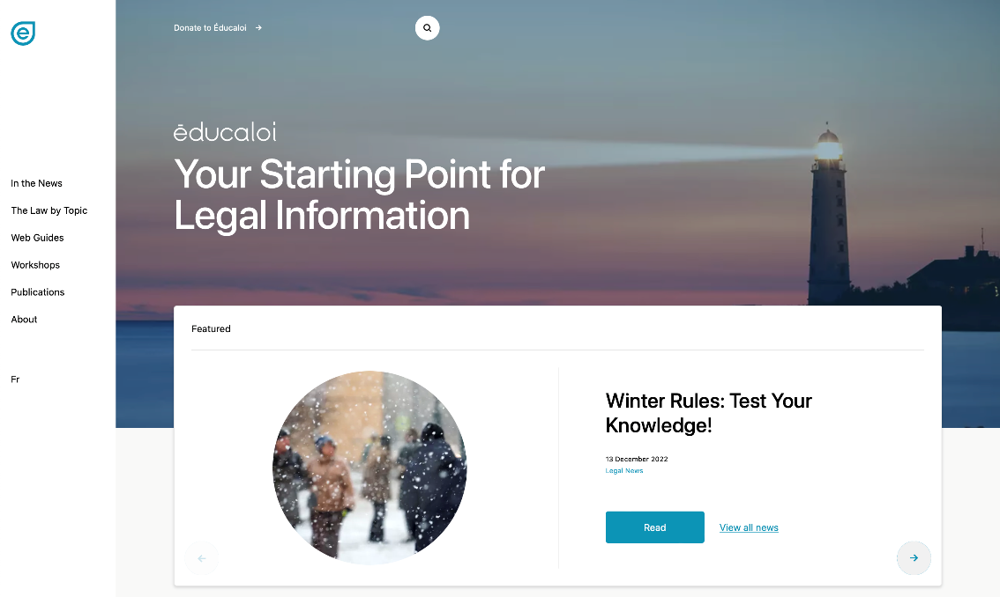 Donate to Éducaloi →
In the News
The Law by Topic
Web Guides
Workshops
Publications
About
Fr
ēducaloi
Your Starting Point for
Legal Information
Featured
Winter Rules: Test Your
Knowledge!
13 December 2022
Legal News
Read
View all news